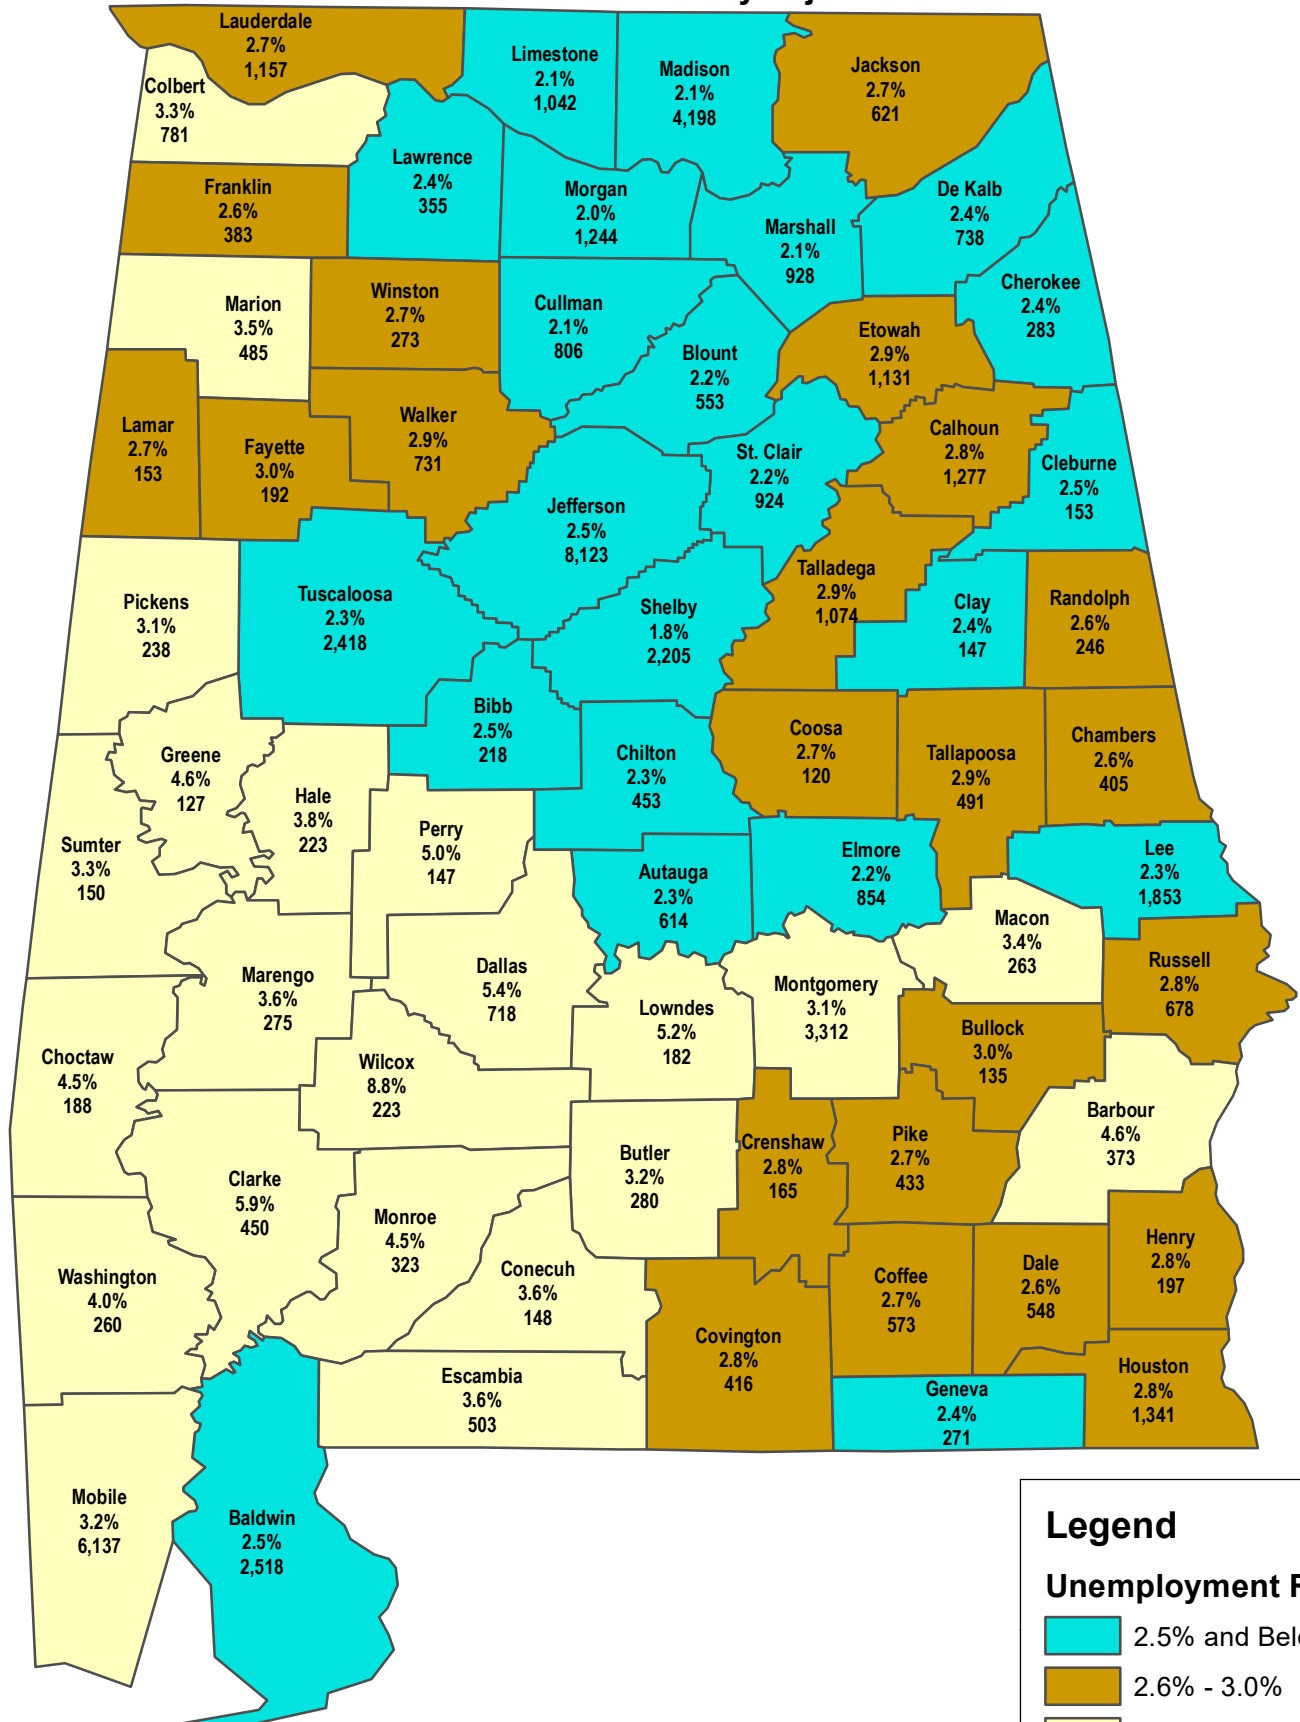 Lauderdale
2.7%
1,157
Limestone
2.1%
1,042
Madison
2.1%
4,198
Jackson
2.7%
621
Colbert
3.3%
781
Lawrence
2.4%
355
Franklin
2.6%
383
Morgan
2.0%
1,244
De Kalb
2.4%
738
Marshall
2.1%
928
Cherokee
2.4%
283
Marion
3.5%
485
Winston
2.7%
273
Cullman
2.1%
806
Etowah
2.9%
1,131
Blount
2.2%
553
Lamar
2.7%
153
Fayette
3.0%
192
Walker
2.9%
731
Calhoun
2.8%
1,277
St. Clair
2.2%
924
Cleburne
2.5%
153
Jefferson
2.5%
8,123
Talladega
2.9%
1,074
Pickens
3.1%
238
Tuscaloosa
2.3%
2,418
Shelby
1.8%
2,205
Clay
2.4%
147
Randolph
2.6%
246
Bibb
2.5%
218
Coosa
2.7%
120
Chambers
2.6%
405
Greene
4.6%
127
Chilton
2.3%
453
Tallapoosa
2.9%
491
Hale
3.8%
223
Perry
5.0%
147
Sumter
3.3%
150
Autauga
2.3%
614
Elmore
2.2%
854
Lee
2.3%
1,853
Macon
3.4%
263
Marengo
3.6%
275
Dallas
5.4%
718
Russell
2.8%
678
Montgomery
3.1%
3,312
Lowndes
5.2%
182
Bullock
3.0%
135
Choctaw
4.5%
188
Wilcox
8.8%
223
Barbour
4.6%
373
Butler
3.2%
280
Crenshaw
2.8%
165
Pike
2.7%
433
Clarke
5.9%
450
Monroe
4.5%
323
Henry
2.8%
197
Washington
4.0%
260
Conecuh
3.6%
148
Coffee
2.7%
573
Dale
2.6%
548
Covington
2.8%
416
Escambia
3.6%
503
Geneva
2.4%
271
Houston
2.8%
1,341
Mobile
3.2%
6,137
Baldwin
2.5%
2,518
Legend
Unemployment
2.5% and
2.6% - 3.0%